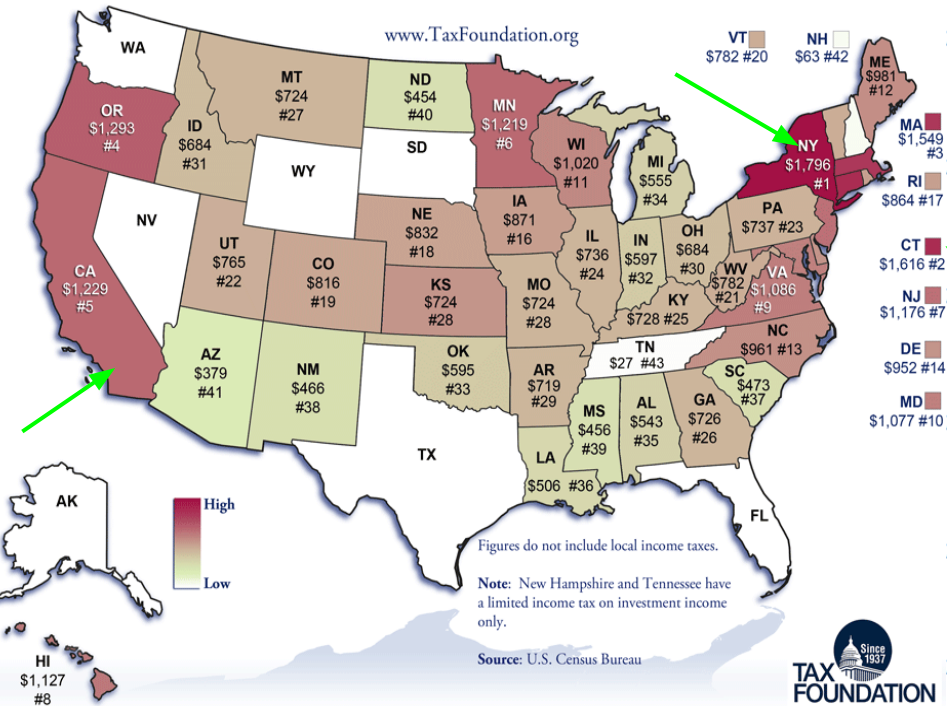 www.TaxFoundation.org
WA
OR
$1,293
#4
ID
$684
#31
MT
$724
#27
ND
$454
#40
MN
$1,219
#6
WI
$1,020
#11
SD
WY
NV
UT
$765
#22
CO
$816
#19
NE
$832
#18
KS
$724
#28
IA
$871
#16
MO
$724
#28
IL
$736
#24
IN
$597
#32
MI
$555
#34
OH
$684
#30
KY
$728 #25
WV
$782
#21
VA
$1,086
#9
PA
$737 #23
NY
$1,796
#1
VT
$782 #20
NH
$63 #42
ME
$981
#12
MA
$1,549
#3
RI
$864 #17
CT
$1,616 #2
NJ
$1,176 #7
DE
$952 #14
MD
$1,077 #10
NC
$961 #13
SC
$473
#37
TN
$27 #43
GA
$726
#26
AL
$543
#35
MS
$456
#39
LA
$506 #36
AR
$719
#29
OK
$595
#33
TX
NM
$466
#38
AZ
$379
#41
CA
$1,229
#5
FL
AK
HI
$1,127
#8
High
Low
Figures do not include local income taxes.
Note: New Hampshire and Tennessee have
a limited income tax on investment income
only.
Source: U.S. Census Bureau
Since
1937
TAX
FOUNDATION